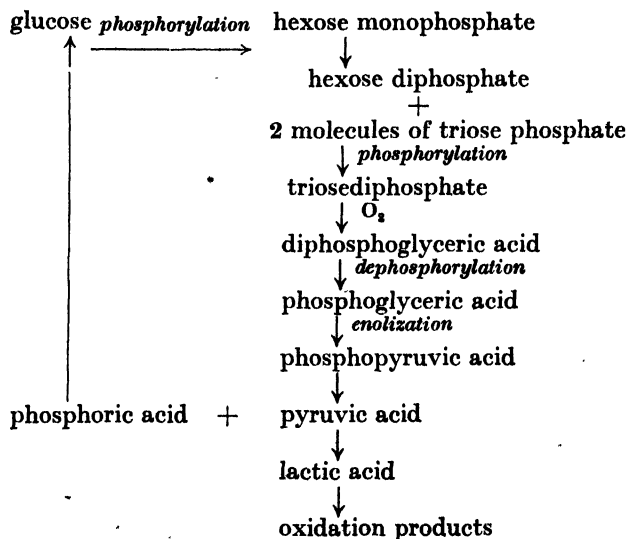 glucose phosphorylation hexose monophosphate
hexose diphosphate
+
2 molecules of triose phosphate
phosphorylation
triosediphosphate
O₂
diphosphoglyceric acid
dephosphorylation
phosphoglyceric acid
enolization
phosphopyruvic acid
phosphoric acid + pyruvic acid
lactic acid
oxidation products